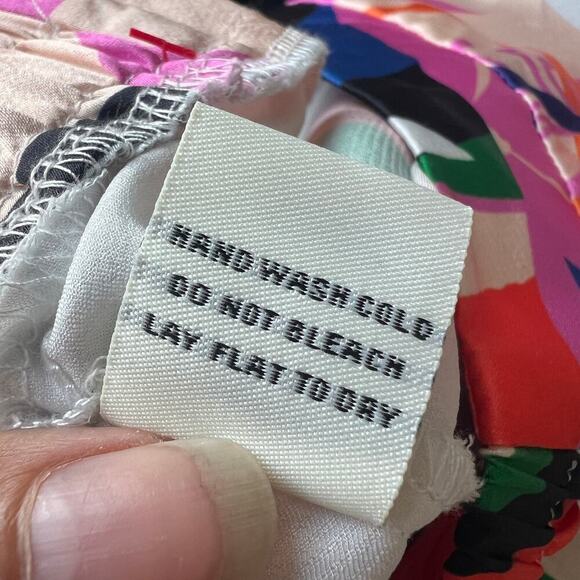 HAND WASH COLD
DO NOT BLEACH
LAY FLAT TO DRY